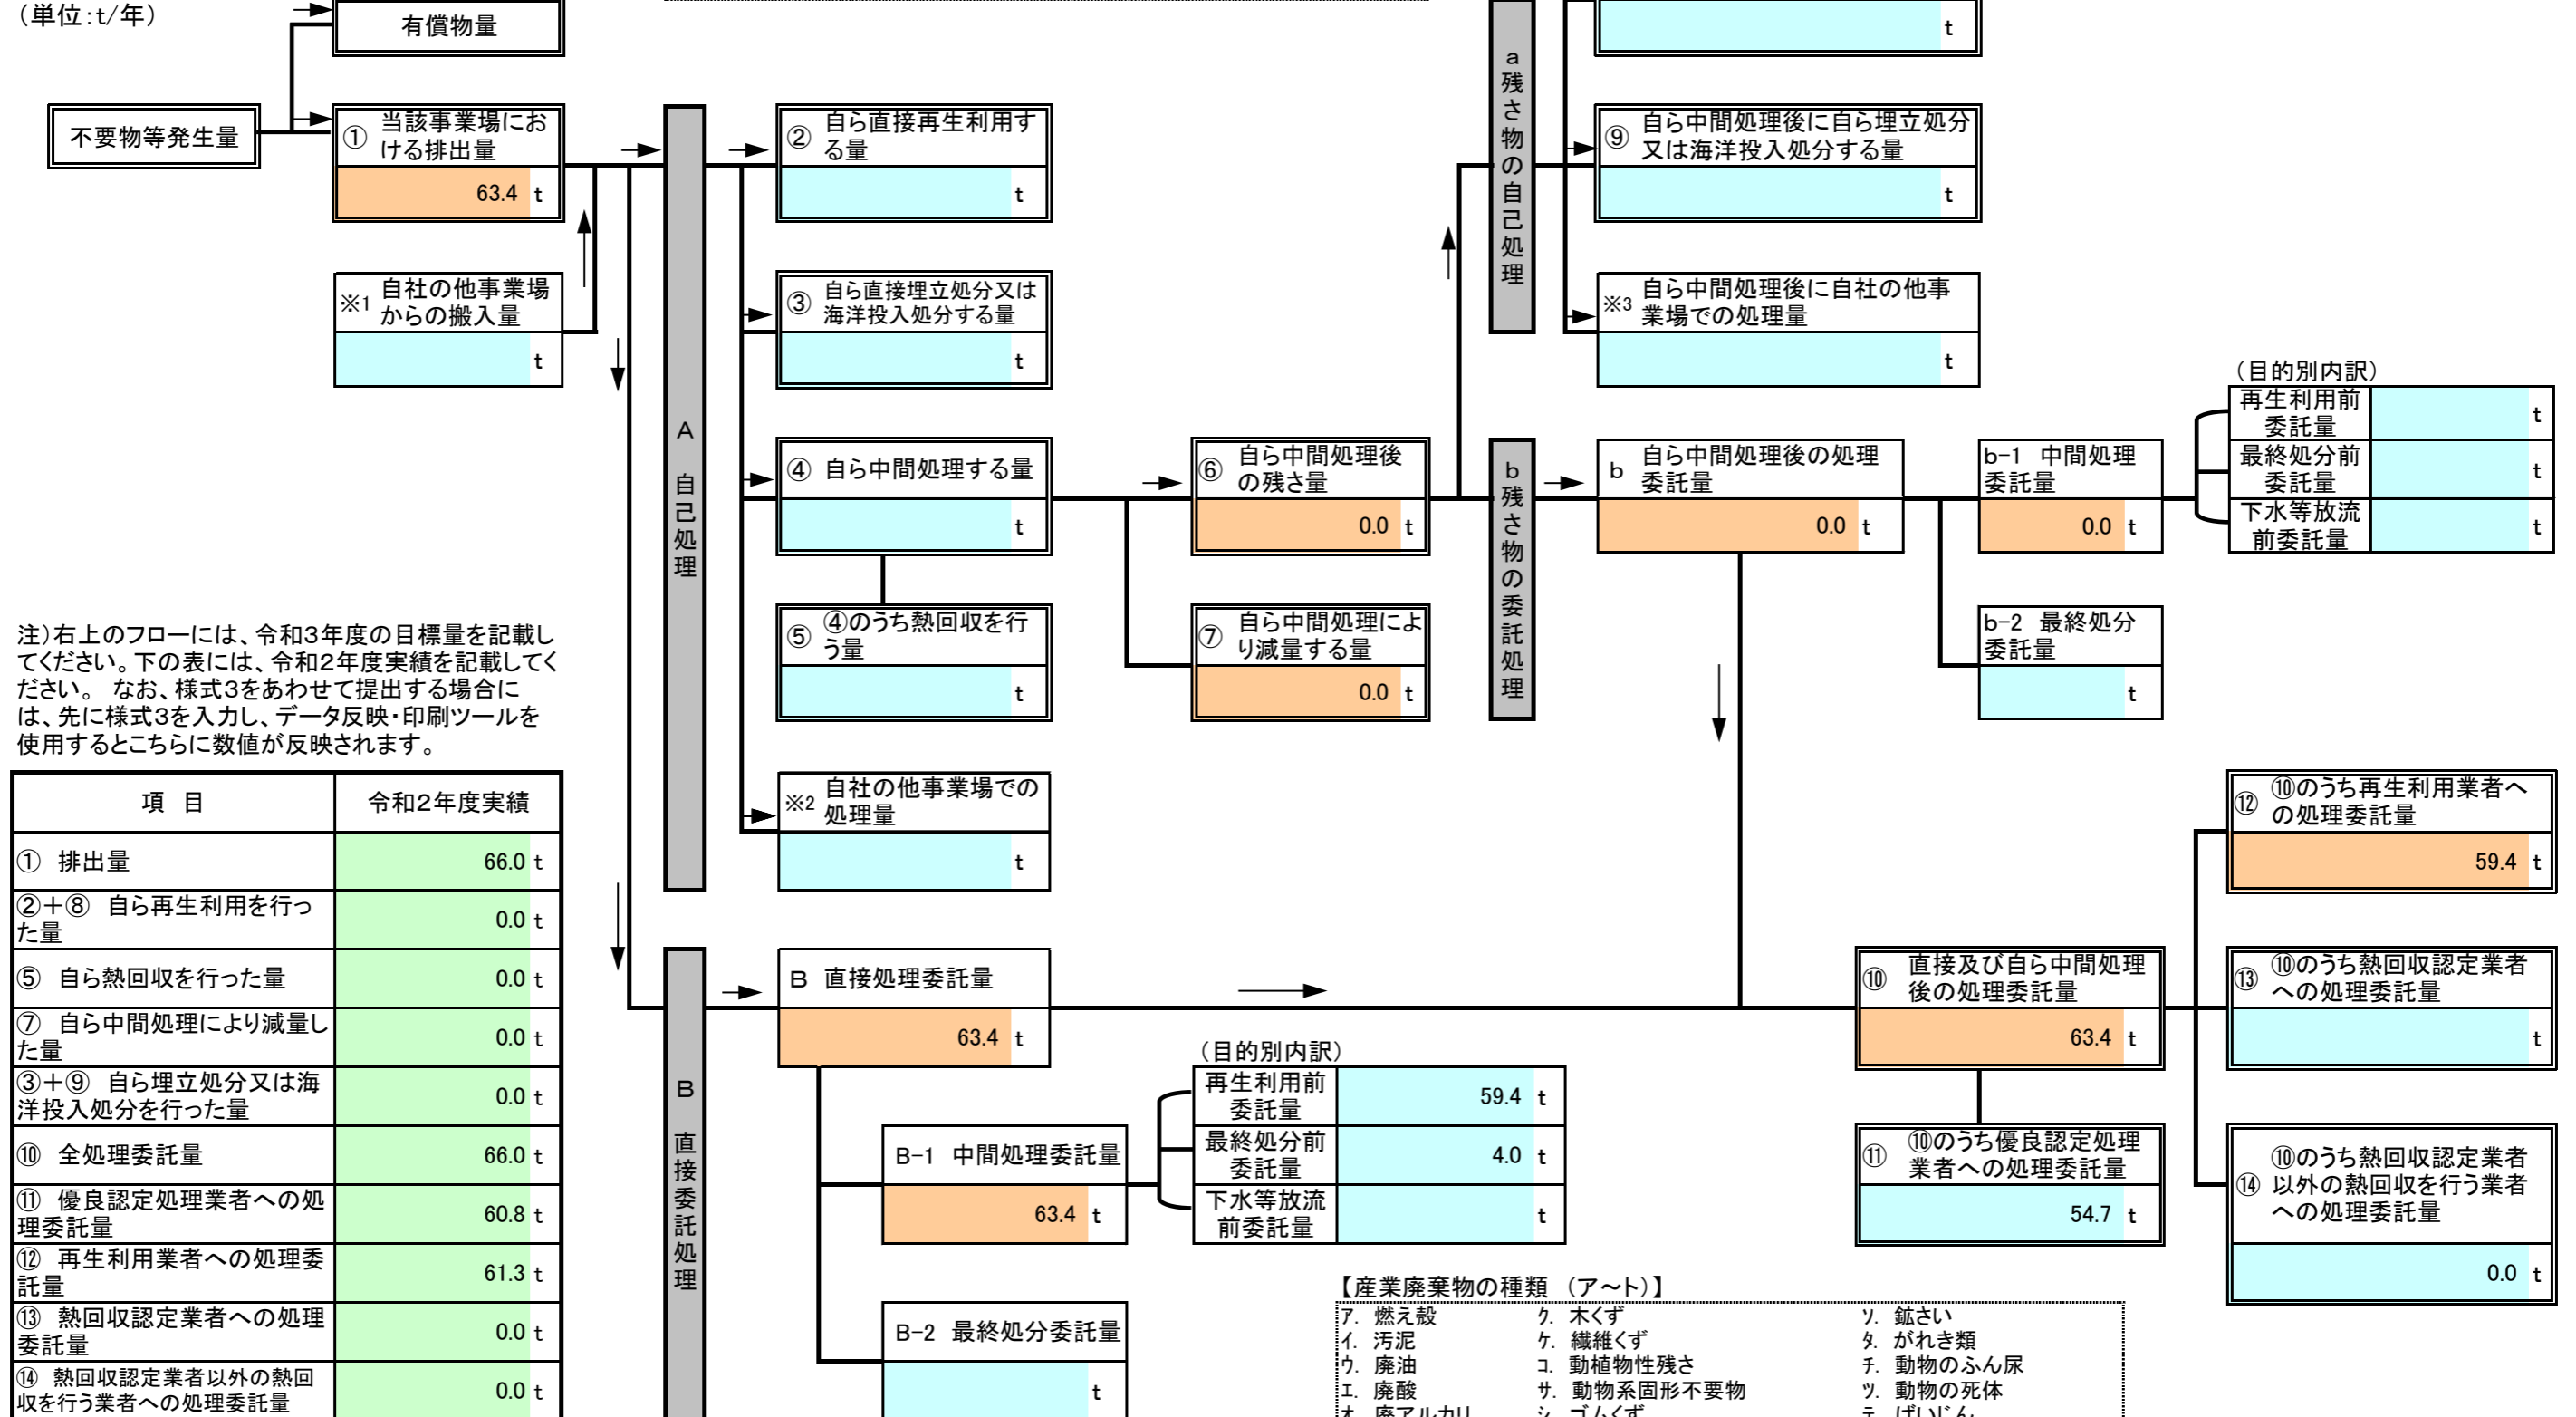 （単位：t/年）
有償物量
t
不要物等発生量
① 当該事業場にお
ける排出量
63.4 t
※1 自社の他事業場
からの搬入量
t
A 自己処理
② 自ら直接再生利用す
る量
t
③ 自ら直接埋立処分又は
海洋投入処分する量
t
④ 自ら中間処理する量
t
⑤ ④のうち熱回収を行
う量
t
※2 自社の他事業場での
処理量
t
⑥ 自ら中間処理後
の残さ量
0.0 t
⑦ 自ら中間処理によ
り減量する量
0.0 t
a 残さ物の自己処理
⑨ 自ら中間処理後に自ら埋立処分
又は海洋投入処分する量
t
※3 自ら中間処理後に自社の他事
業場での処理量
t
b 残さ物の委託処理
b 自ら中間処理後の処理
委託量
0.0 t
b-1 中間処理
委託量
0.0 t
（目的別内訳）
再生利用前
委託量
t
最終処分前
委託量
t
下水等放流
前委託量
t
b-2 最終処分
委託量
t
注）右上のフローには、令和3年度の目標量を記載し
てください。下の表には、令和2年度実績を記載してく
ださい。 なお、様式3をあわせて提出する場合に
は、先に様式3を入力し、データ反映・印刷ツールを
使用するとこちらに数値が反映されます。
項 目 令和2年度実績
① 排出量 66.0 t
②＋⑧ 自ら再生利用を行っ
た量
0.0 t
⑤ 自ら熱回収を行った量 0.0 t
⑦ 自ら中間処理により減量し
た量
0.0 t
③＋⑨ 自ら埋立処分又は海
洋投入処分を行った量
0.0 t
⑩ 全処理委託量 66.0 t
⑪ 優良認定処理業者への処
理委託量
60.8 t
⑫ 再生利用業者への処理委
託量
61.3 t
⑬ 熱回収認定業者への処理
委託量
0.0 t
⑭ 熱回収認定業者以外の熱回
収を行う業者への処理委託量
0.0 t
B 直接委託処理
B 直接処理委託量
63.4 t
B-1 中間処理委託量
63.4 t
（目的別内訳）
再生利用前
委託量
59.4 t
最終処分前
委託量
4.0 t
下水等放流
前委託量
t
B-2 最終処分委託量
t
⑩ 直接及び自ら中間処理
後の処理委託量
63.4 t
⑪ ⑩のうち優良認定処理
業者への処理委託量
54.7 t
⑫ ⑩のうち再生利用業者へ
の処理委託量
59.4 t
⑬ ⑩のうち熱回収認定業者
への処理委託量
t
⑭ ⑩のうち熱回収認定業者
以外の熱回収を行う業者
への処理委託量
0.0 t
【産業廃棄物の種類 （ア～ト）】
ア. 燃え殻 ク. 木くず ソ. 鉱さい
イ. 汚泥 ケ. 繊維くず タ. がれき類
ウ. 廃油 コ. 動植物性残さ チ. 動物のふん尿
エ. 廃酸 サ. 動物系固形不要物 ツ. 動物の死体
オ. 廃アルカリ シ. ゴムくず テ. ばいじん